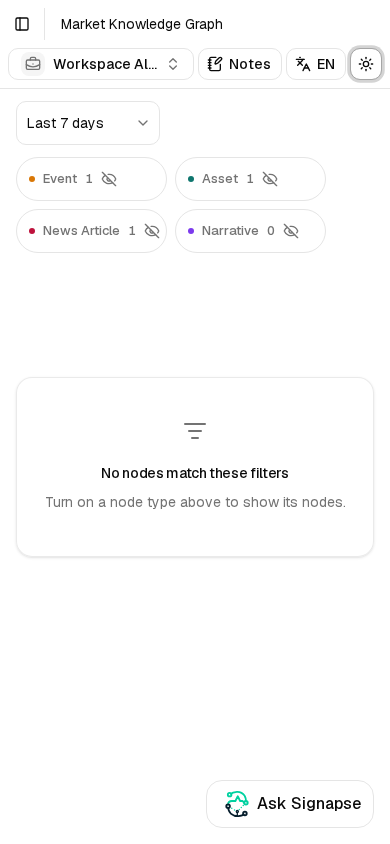 Market Knowledge Graph
Workspace Al...
Notes
EN
Last 7 days
Event 1
Asset 1
News Article 1
Narrative 0
No nodes match these filters
Turn on a node type above to show its nodes.
Ask Signapse